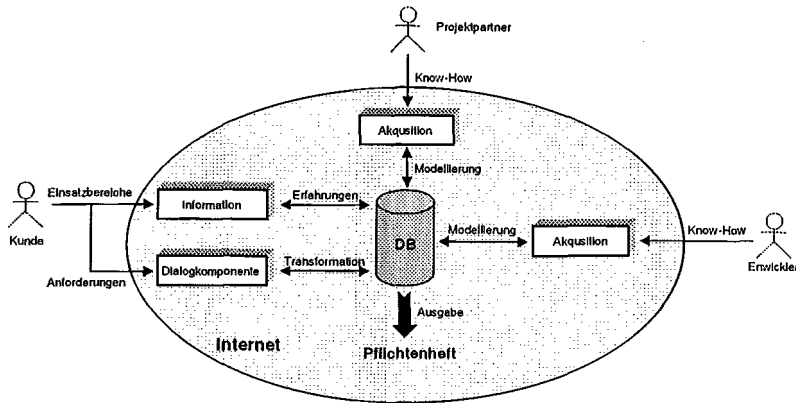 Projektpartner
Know-How
Akqusition
Modellierung
Einsatzbereiche
Information
Erfahrungen
Kunde
DB
Modellierung
Akqusition
Know-How
Enwickler
Dialogkomponente
Transformation
Anforderungen
Ausgabe
Internet
Pflichtenheft